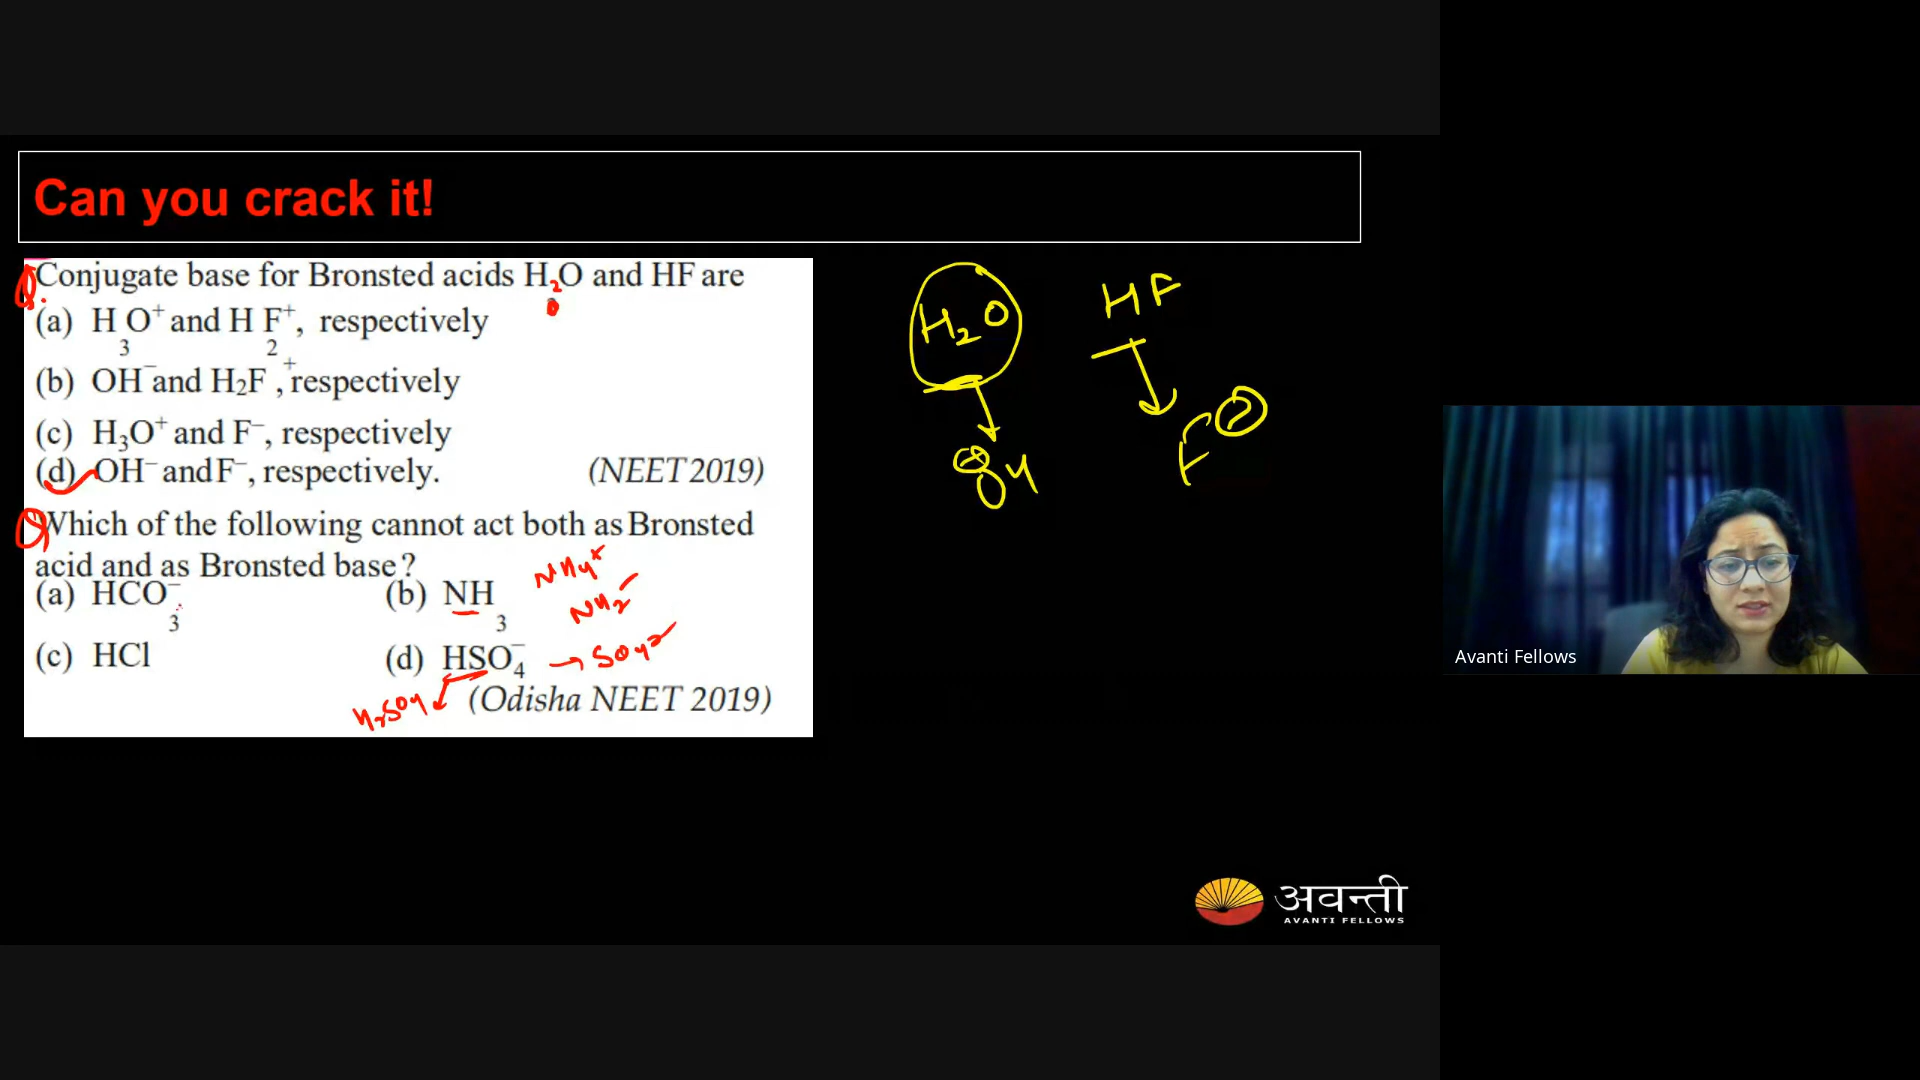 Can you crack it!
Q. Conjugate base for Bronsted acids H₂O and HF are
(a) H₃O⁺ and H₂F⁺, respectively
(b) OH⁻ and H2F⁺, respectively
(c) H₃O⁺ and F⁻, respectively
(d) OH⁻ and F⁻, respectively. (NEET 2019)
Q Which of the following cannot act both as Bronsted
acid and as Bronsted base?
(a) HCO₃⁻ (b) NH₃
(c) HCl (d) HSO₄⁻
(Odisha NEET 2019)
NH₄⁺
NH₂⁻
→ SO₄²⁻
H₂SO₄
H₂O HF
OH F⁻
Avanti Fellows
अवन्ती
AVANTI FELLOWS